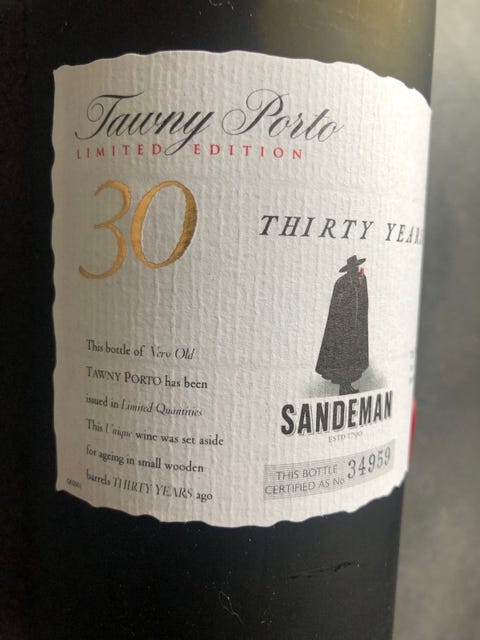 Tawny Porto
LIMITED EDITION
30
THIRTY YEAR
This bottle of Very Old
TAWNY PORTO has been
issued in Limited Quantities
This Unique wine was set aside
for ageing in small wooden
barrels THIRTY YEARS ago
SANDEMAN
ESTD 1790
THIS BOTTLE
CERTIFIED AS No 34959